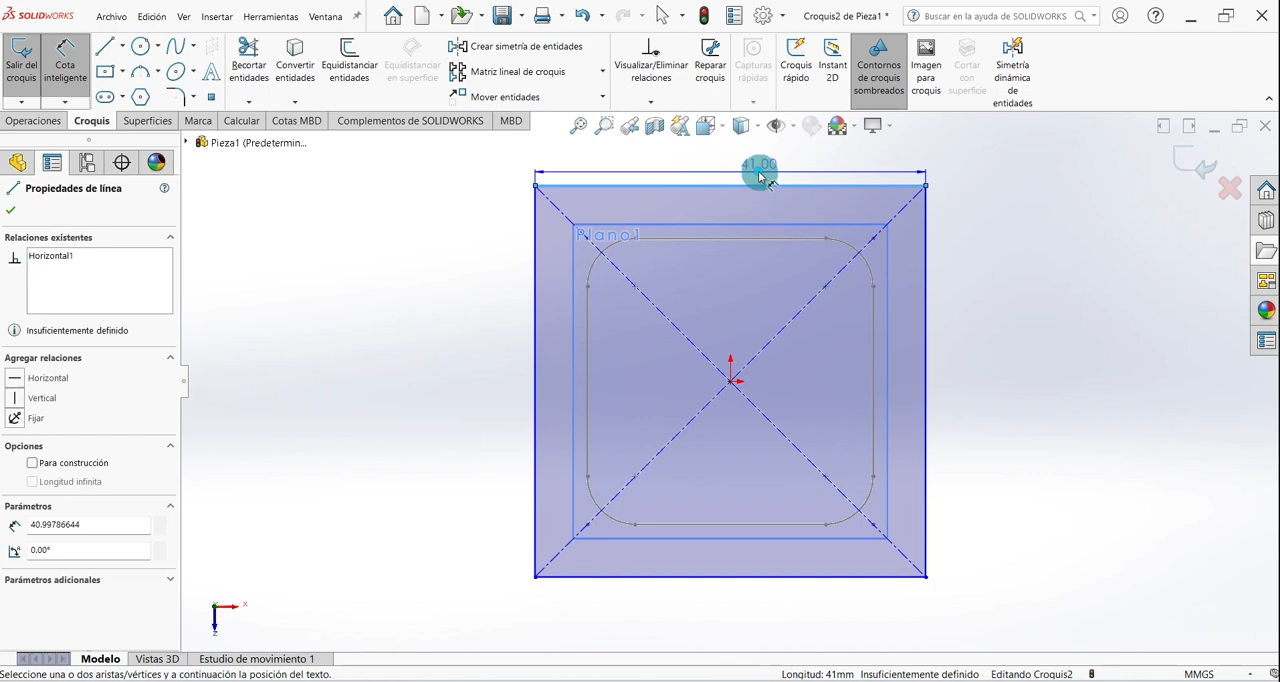 SOLIDWORKS
Archivo Edición Ver Insertar Herramientas Ventana
Croquis2 de Pieza1 *
Buscar en la ayuda de SOLIDWORKS
Salir del croquis
Cota inteligente
Recortar entidades
Convertir entidades
Equidistanciar entidades
Equidistanciar en superficie
Crear simetría de entidades
Matriz lineal de croquis
Mover entidades
Visualizar/Eliminar relaciones
Reparar croquis
Capturas rápidas
Croquis rápido
Instant 2D
Contornos de croquis sombreados
Imagen para croquis
Cortar con superficie
Simetría dinámica de entidades
Operaciones Croquis Superficies Marca Calcular Cotas MBD Complementos de SOLIDWORKS MBD
Pieza1 (Predetermin...
Propiedades de línea
Relaciones existentes
Horizontal1
Insuficientemente definido
Agregar relaciones
Horizontal
Vertical
Fijar
Opciones
Para construcción
Longitud infinita
Parámetros
40.99786644
0.00°
Parámetros adicionales
41.00
Plano1
x
z
Modelo Vistas 3D Estudio de movimiento 1
Seleccione una o dos aristas/vértices y a continuación la posición del texto.
Longitud: 41mm Insuficientemente definido Editando Croquis2 MMGS